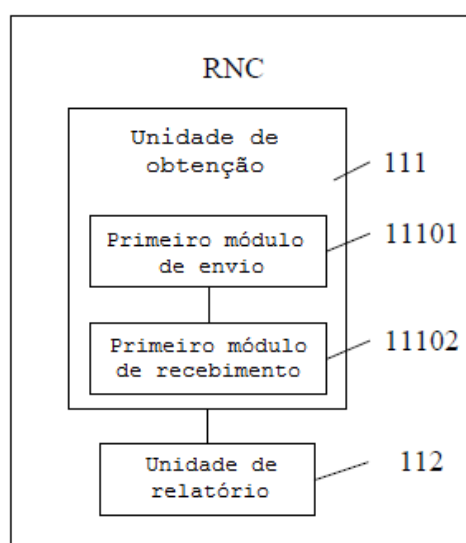 RNC
Unidade de
obtenção
111
Primeiro módulo
de envio
11101
Primeiro módulo
de recebimento
11102
Unidade de
relatório
112